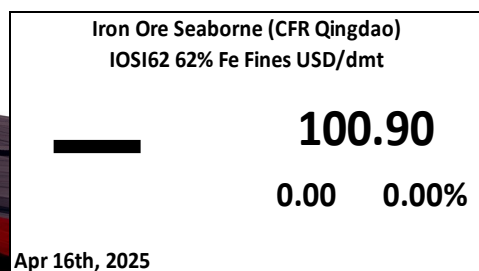 Iron Ore Seaborne (CFR Qingdao)
IOSI62 62% Fe Fines USD/dmt
100.90
0.00 0.00%
Apr 16th, 2025